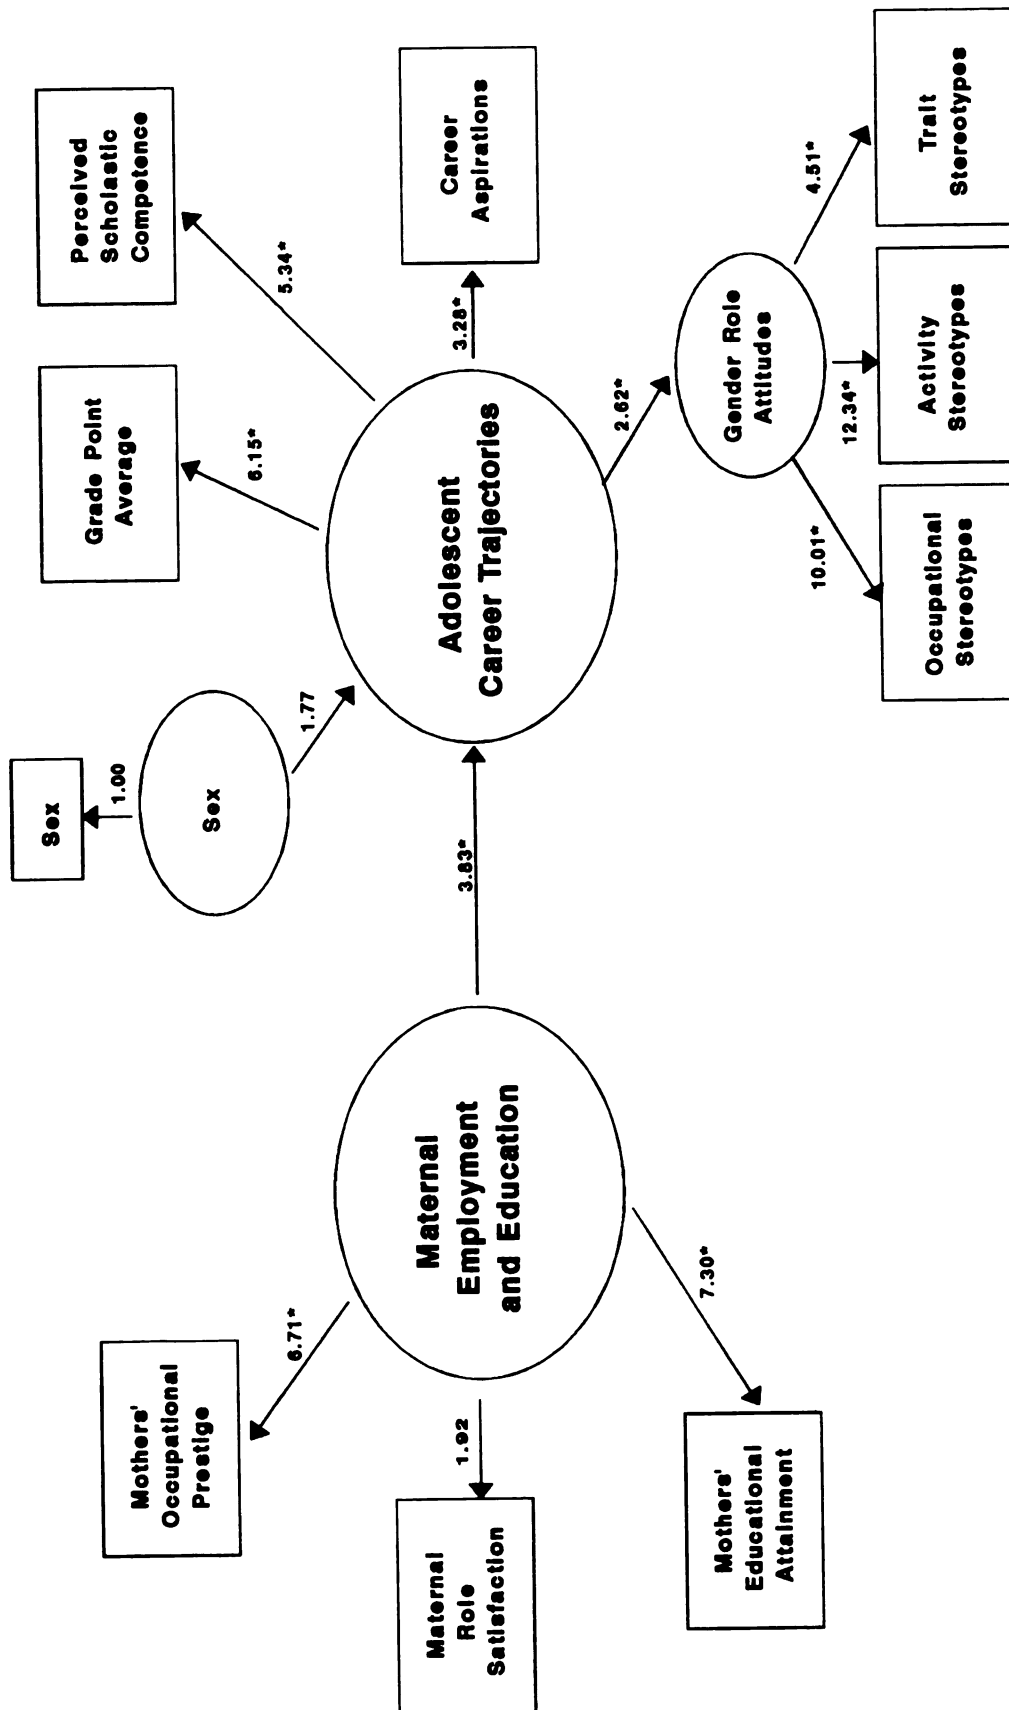 Mothers'
Occupational
Prestige
6.71*
Maternal
Role
Satisfaction
1.92
Mothers'
Educational
Attainment
7.30*
Maternal
Employment
and Education
3.83*
Sex
1.00
Sex
1.77
Adolescent
Career Trajectories
Grade Point
Average
6.15*
Perceived
Scholastic
Competence
5.34*
Career
Aspirations
3.28*
2.62*
Gender Role
Attitudes
10.01*
12.34*
4.51*
Occupational
Stereotypes
Activity
Stereotypes
Trait
Stereotypes